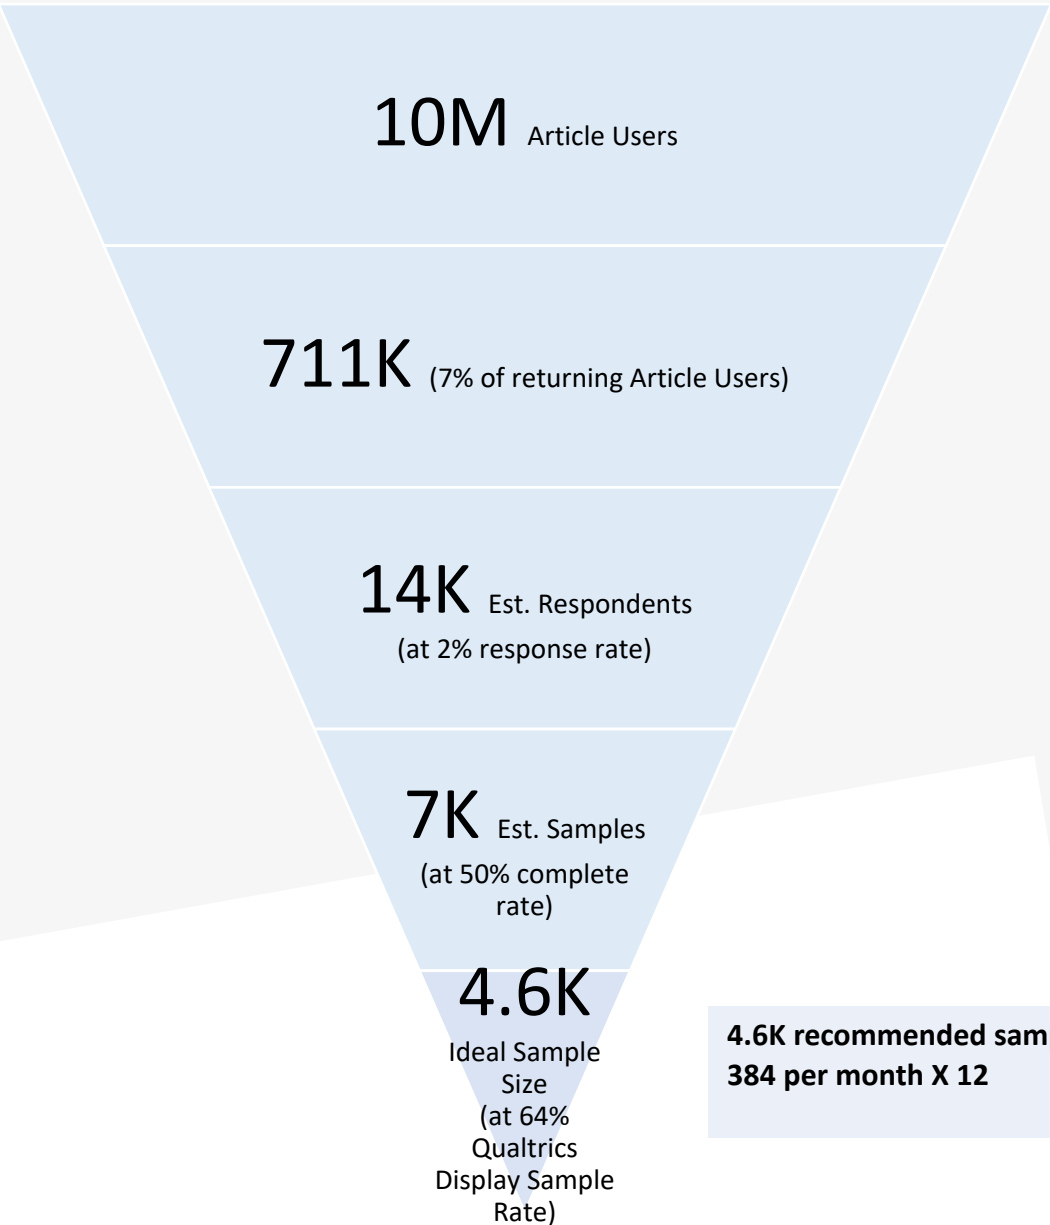 10M Article Users
711K (7% of returning Article Users)
14K Est. Respondents
(at 2% response rate)
7K Est. Samples
(at 50% complete
rate)
4.6K
Ideal Sample
Size
(at 64%
Qualtrics
Display Sample
Rate)
4.6K recommended sam
384 per month X 12